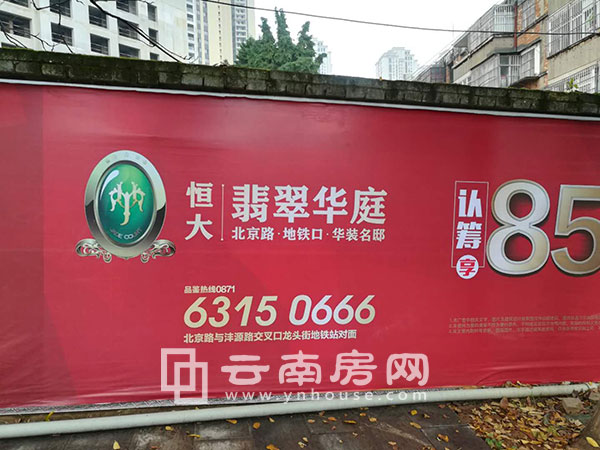 恒大
翡翠华庭
北京路·地铁口·华装名邸
认筹享
85
品鉴热线0871
6315 0666
北京路与沣源路交叉口龙头街地铁站对面
云南房网
www.ynhouse.com